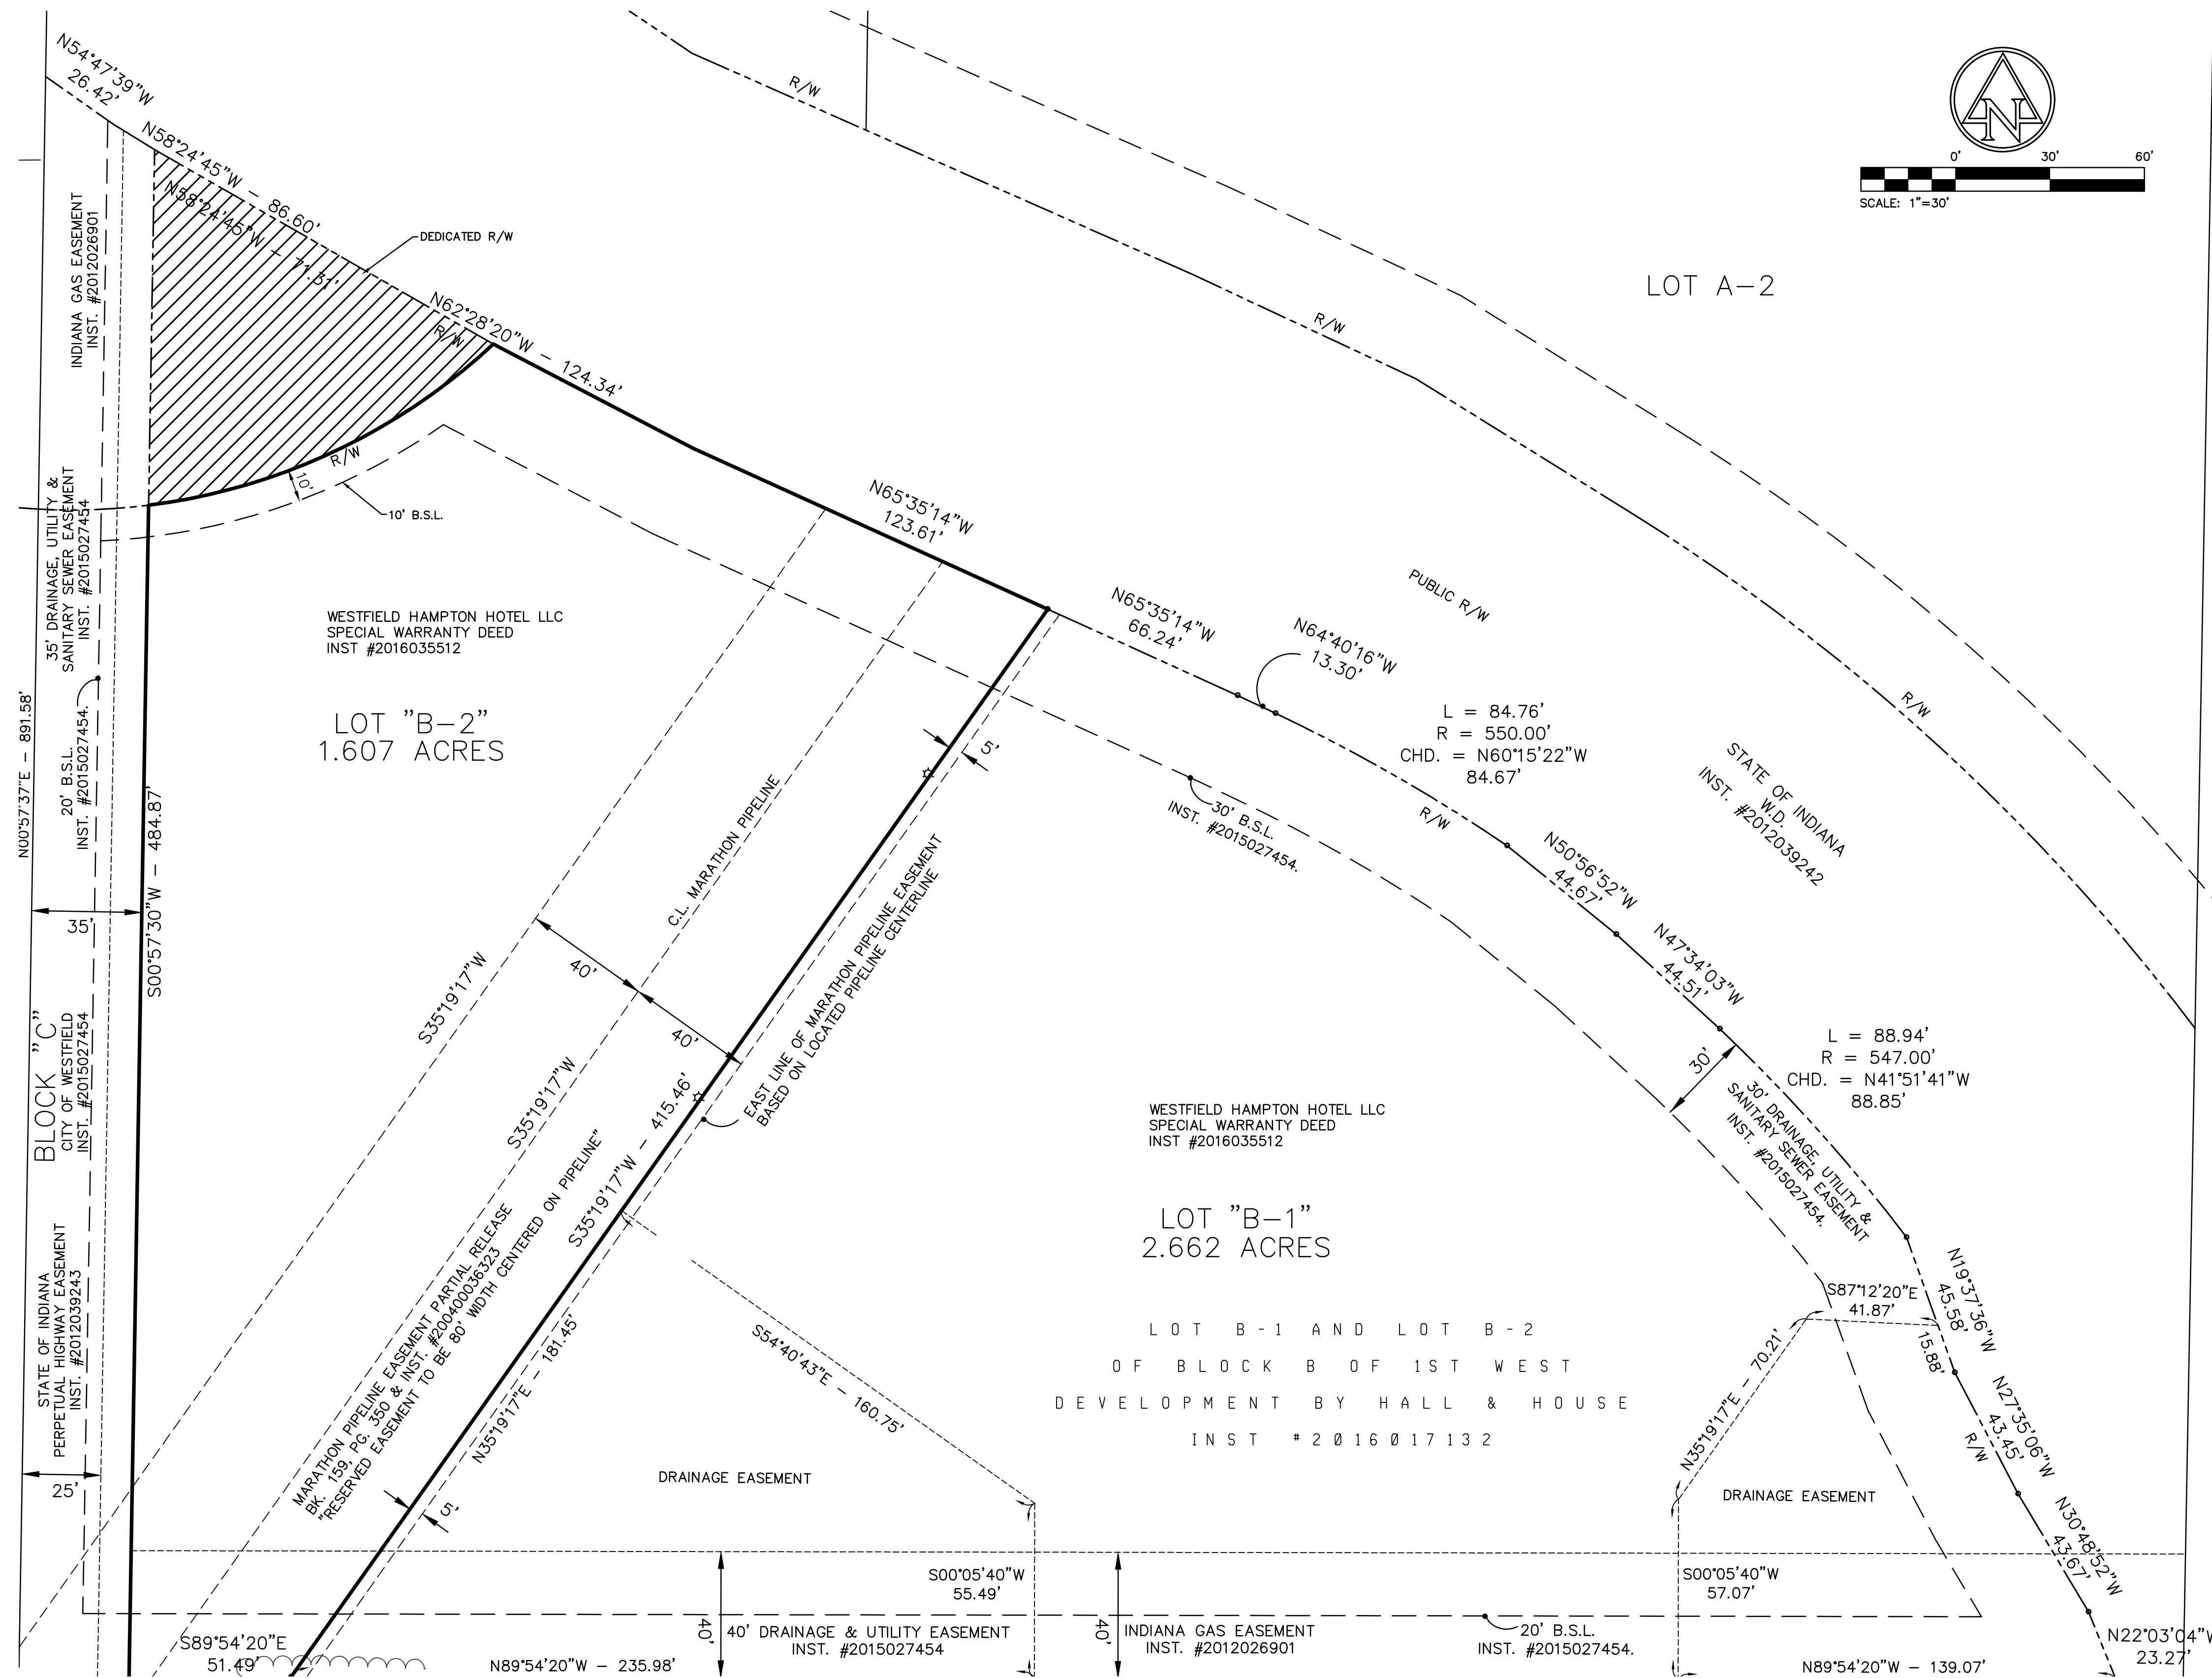 N54°47'39"W
26.42'
N58°24'45"W – 86.60'
N58°24'45"W – 71.31'
DEDICATED R/W
N62°28'20"W – 124.34'
R/W
R/W
10'
10' B.S.L.
R/W
R/W
R/W
N
0'
30'
60'
SCALE: 1"=30'
LOT A-2
INDIANA GAS EASEMENT
INST. #2012026901
35' DRAINAGE, UTILITY &
SANITARY SEWER EASEMENT
INST. #2015027454
N00°57'37"E – 891.58'
20' B.S.L.
INST. #2015027454.
35'
S00°57'30"W – 484.87'
BLOCK "C"
CITY OF WESTFIELD
INST. #2015027454
STATE OF INDIANA
PERPETUAL HIGHWAY EASEMENT
INST. #2012039243
25'
WESTFIELD HAMPTON HOTEL LLC
SPECIAL WARRANTY DEED
INST #2016035512
LOT "B-2"
1.607 ACRES
N65°35'14"W
123.61'
N65°35'14"W
66.24'
N64°40'16"W
13.30'
PUBLIC R/W
L = 84.76'
R = 550.00'
CHD. = N60°15'22"W
84.67'
R/W
STATE OF INDIANA
W.D.
INST. #2012039242
5'
30' B.S.L.
INST. #2015027454.
C.L. MARATHON PIPELINE
EAST LINE OF MARATHON PIPELINE EASEMENT
BASED ON LOCATED PIPELINE CENTERLINE
40'
40'
S35°19'17"W
S35°19'17"W
S35°19'17"W – 415.46'
MARATHON PIPELINE EASEMENT PARTIAL RELEASE
BK. 159, PG. 350 & INST. #200400036323
"RESERVED EASEMENT TO BE 80' WIDTH CENTERED ON PIPELINE"
N35°19'17"E – 181.45'
5'
N50°56'52"W
44.67'
N47°34'03"W
44.51'
L = 88.94'
R = 547.00'
CHD. = N41°51'41"W
88.85'
30'
30' DRAINAGE, UTILITY &
SANITARY SEWER EASEMENT
INST. #2015027454.
WESTFIELD HAMPTON HOTEL LLC
SPECIAL WARRANTY DEED
INST #2016035512
LOT "B-1"
2.662 ACRES
LOT B-1 AND LOT B-2
OF BLOCK B OF 1ST WEST
DEVELOPMENT BY HALL & HOUSE
INST #2016017132
S54°40'43"E – 160.75'
S87°12'20"E
41.87'
N19°37'36"W
45.58'
15.88'
N35°19'17"E – 70.21'
N27°35'06"W
43.45'
R/W
N30°48'52"W
43.67'
N22°03'04"W
23.27'
DRAINAGE EASEMENT
DRAINAGE EASEMENT
S00°05'40"W
55.49'
S00°05'40"W
57.07'
S89°54'20"E
51.49'
N89°54'20"W – 235.98'
40'
40' DRAINAGE & UTILITY EASEMENT
INST. #2015027454
40'
INDIANA GAS EASEMENT
INST. #2012026901
20' B.S.L.
INST. #2015027454.
N89°54'20"W – 139.07'